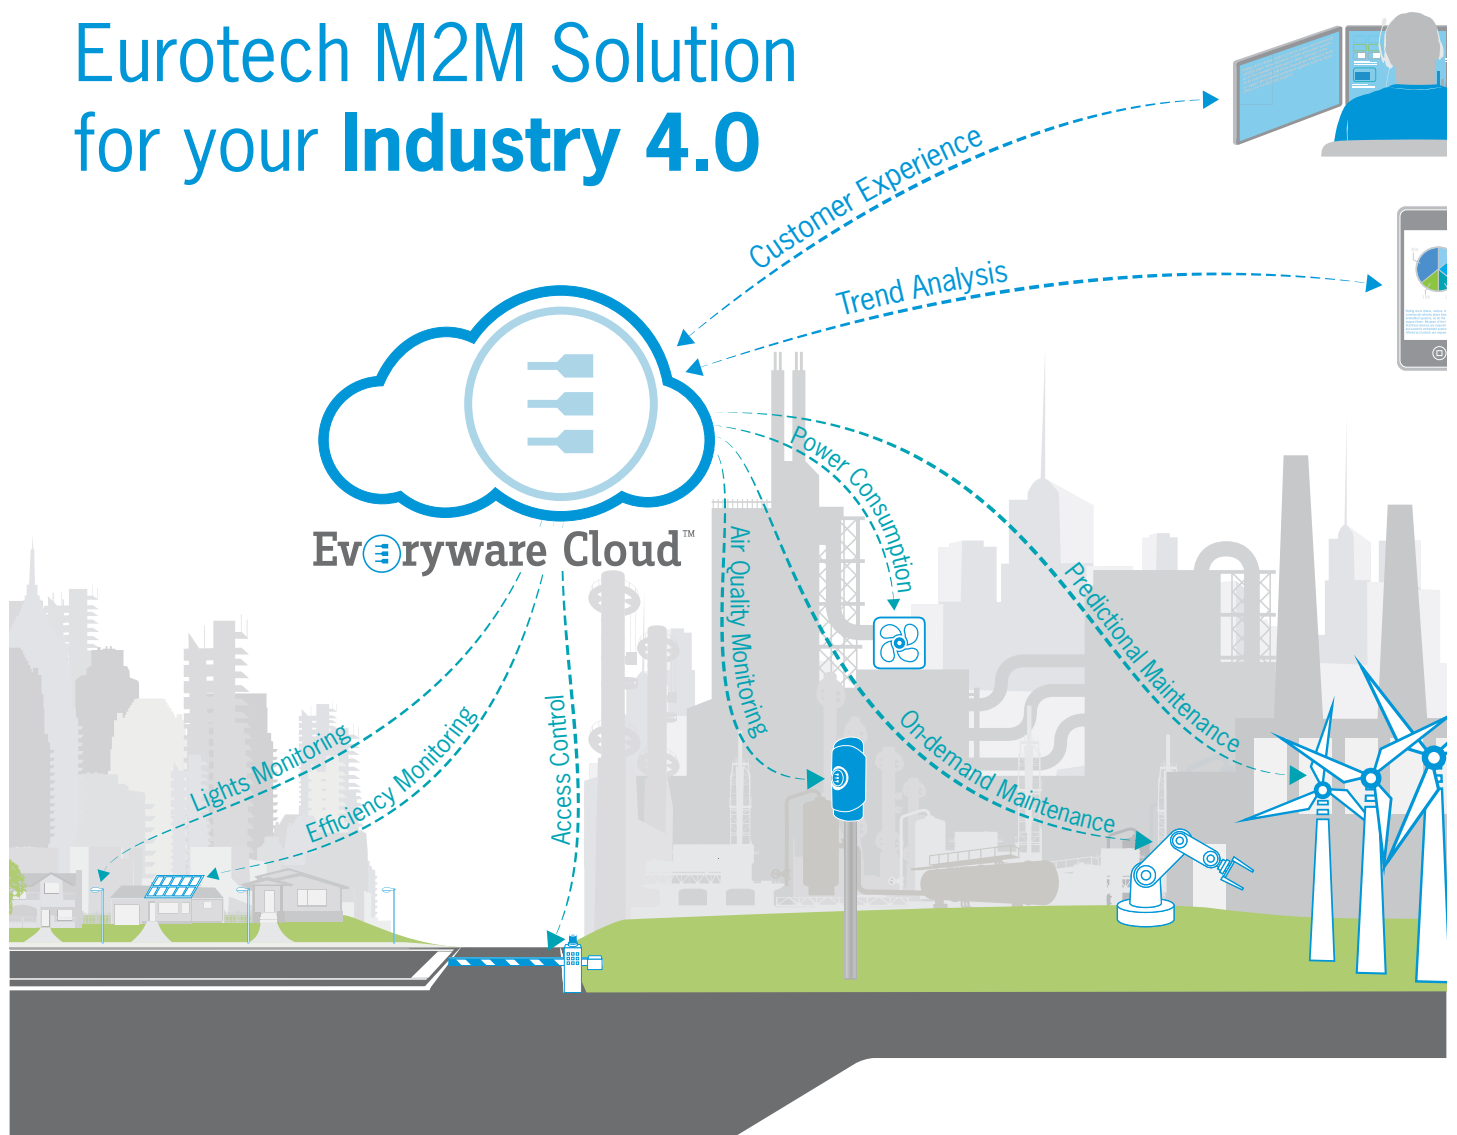 Eurotech M2M Solution
for your Industry 4.0
Customer Experience
Trend Analysis
Everyware Cloud™
Power Consumption
Air Quality Monitoring
Predictional Maintenance
On-demand Maintenance
Access Control
Efficiency Monitoring
Lights Monitoring